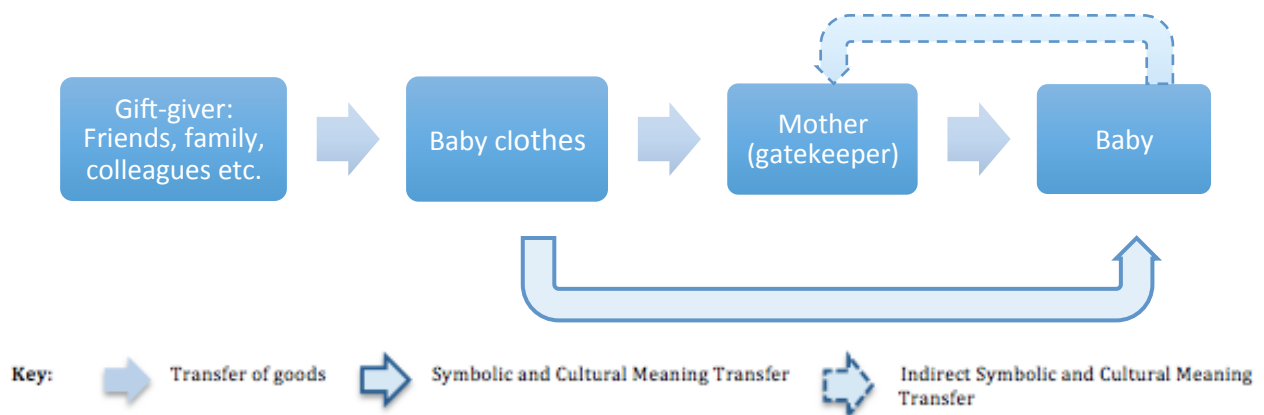 Gift-giver:
Friends, family,
colleagues etc.
Baby clothes
Mother
(gatekeeper)
Baby
Key:
Transfer of goods
Symbolic and Cultural Meaning Transfer
Indirect Symbolic and Cultural Meaning
Transfer